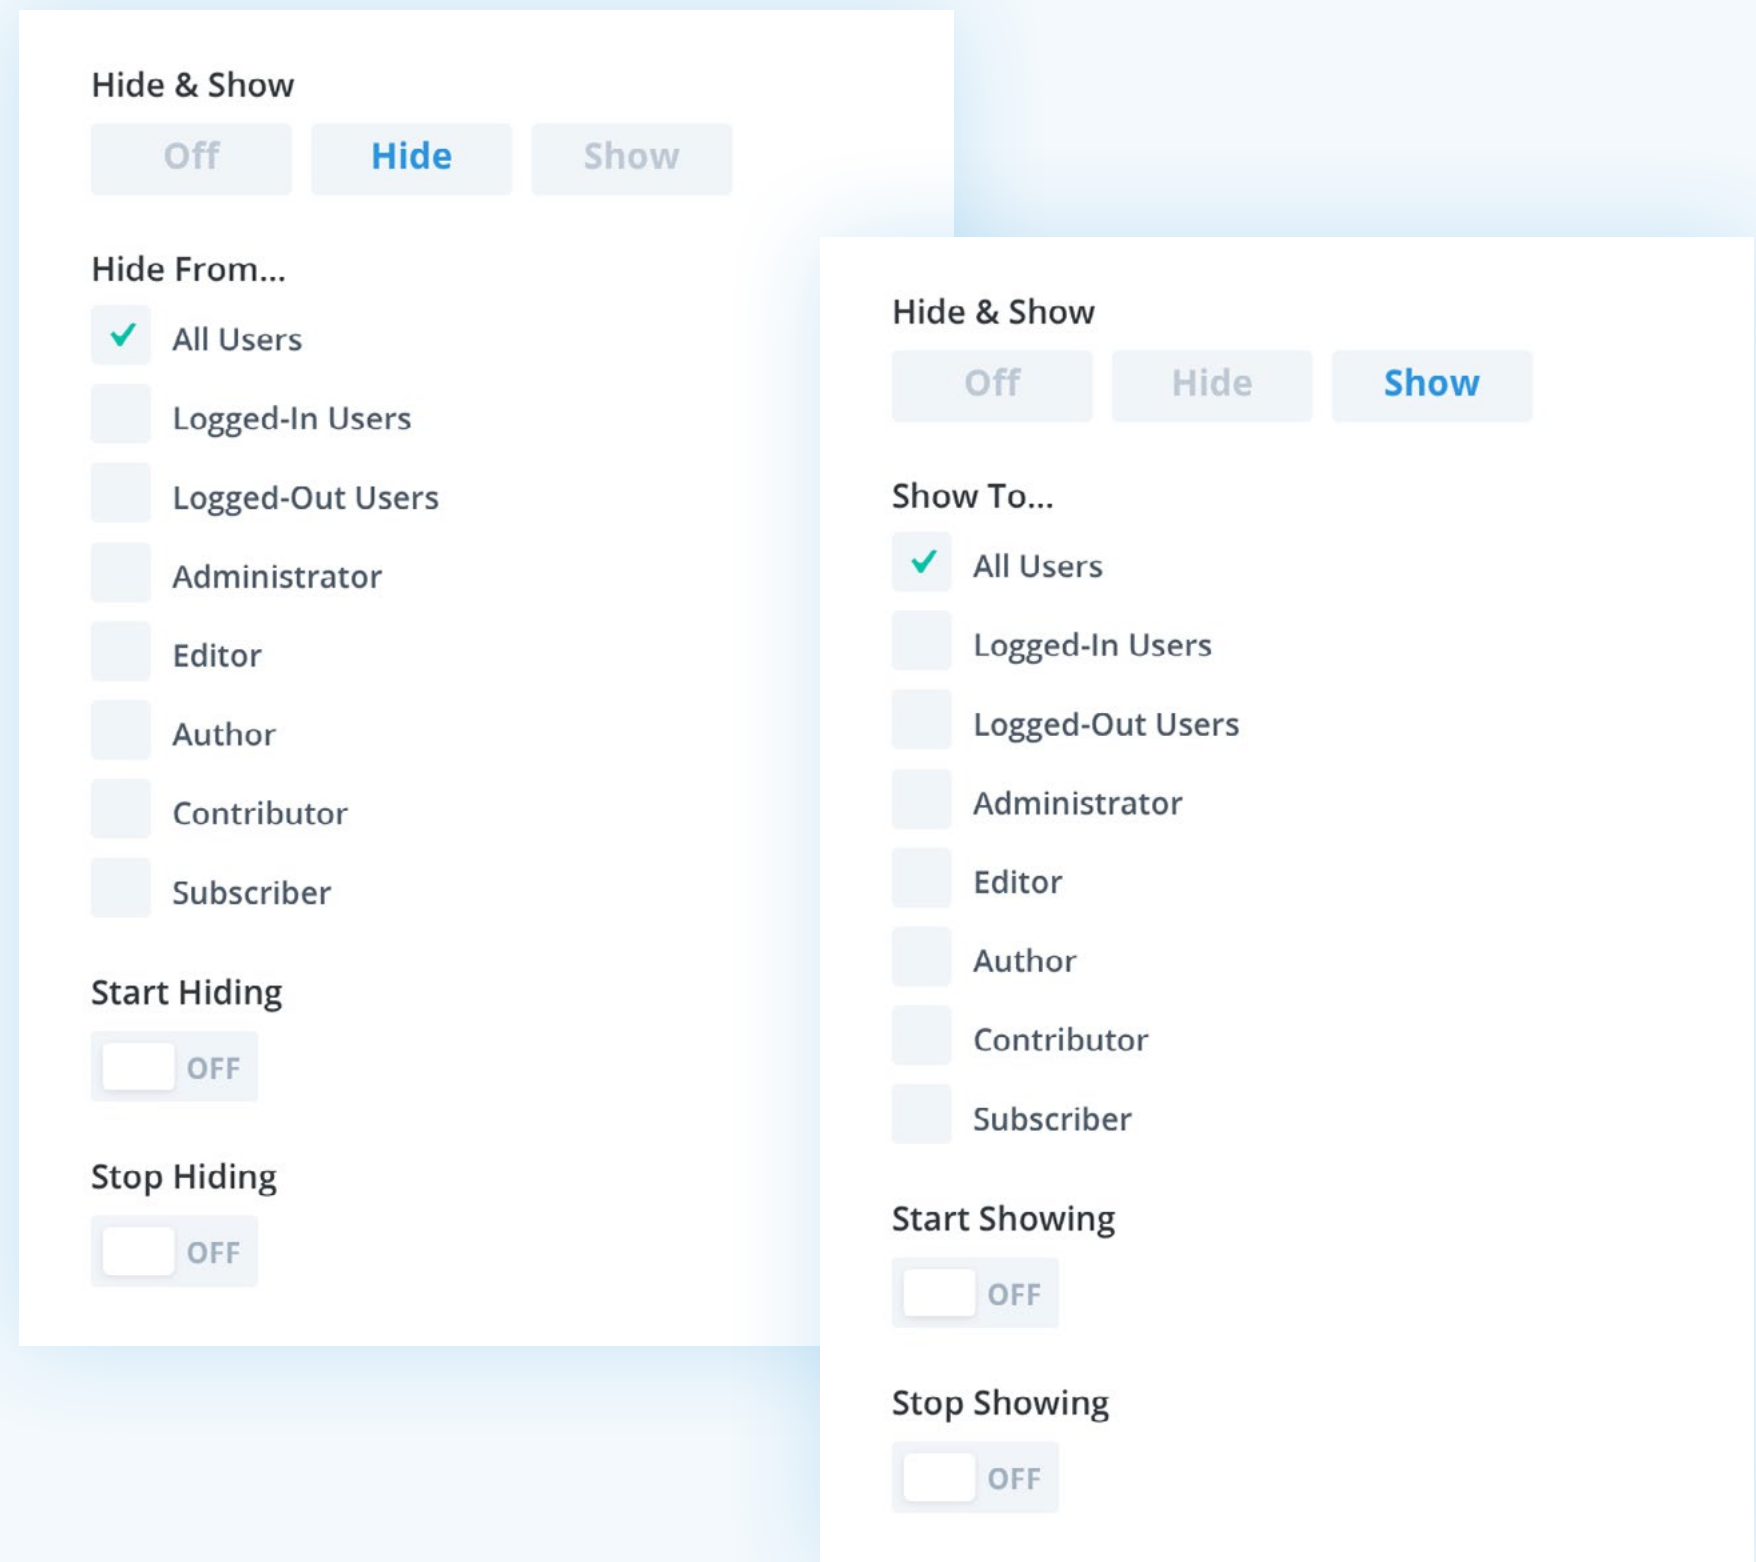 Hide & Show
Off Hide Show
Hide From...
All Users
Logged-In Users
Logged-Out Users
Administrator
Editor
Author
Contributor
Subscriber
Start Hiding
OFF
Stop Hiding
OFF
Hide & Show
Off Hide Show
Show To...
All Users
Logged-In Users
Logged-Out Users
Administrator
Editor
Author
Contributor
Subscriber
Start Showing
OFF
Stop Showing
OFF